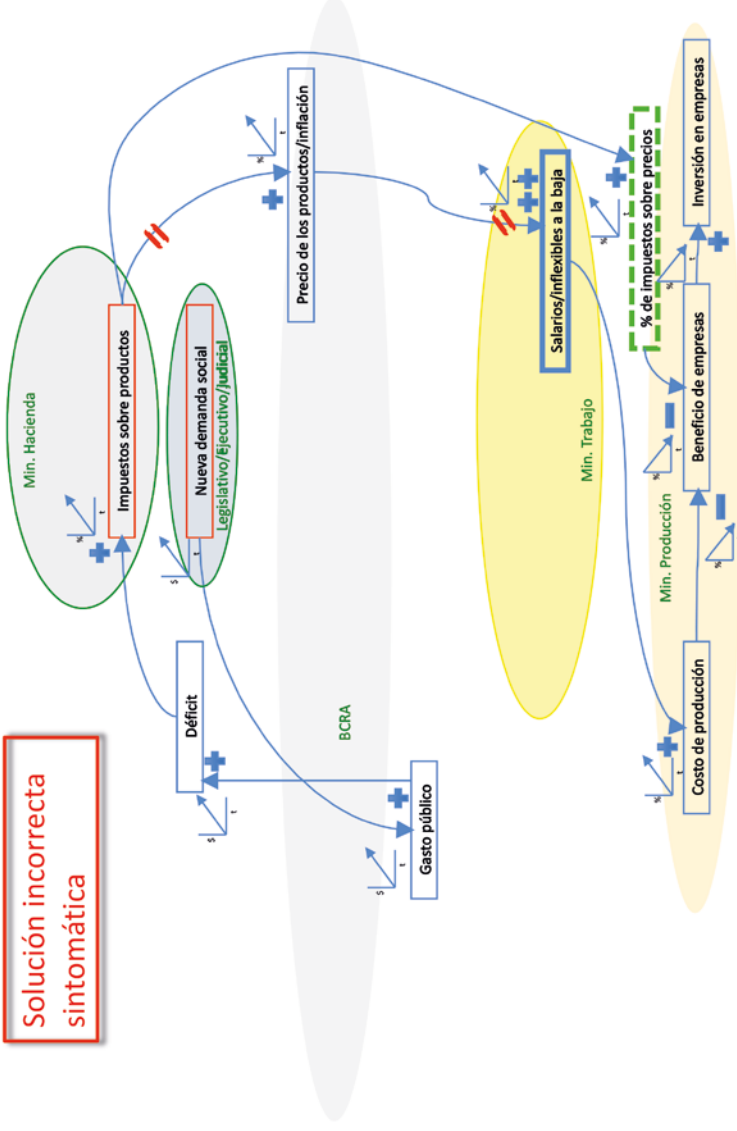 Solución incorrecta
sintomática
Min. Hacienda
%
t
Impuestos sobre productos
$
t
Nueva demanda social
Legislativo/Ejecutivo/Judicial
Déficit
$
t
%
t
Precio de los productos/inflación
BCRA
$
t
Gasto público
%
t
Salarios/inflexibles a la baja
Min. Trabajo
%
t
% de impuestos sobre precios
Min. Producción
%
t
Costo de producción
%
t
Beneficio de empresas
%
t
Inversión en empresas
%
t